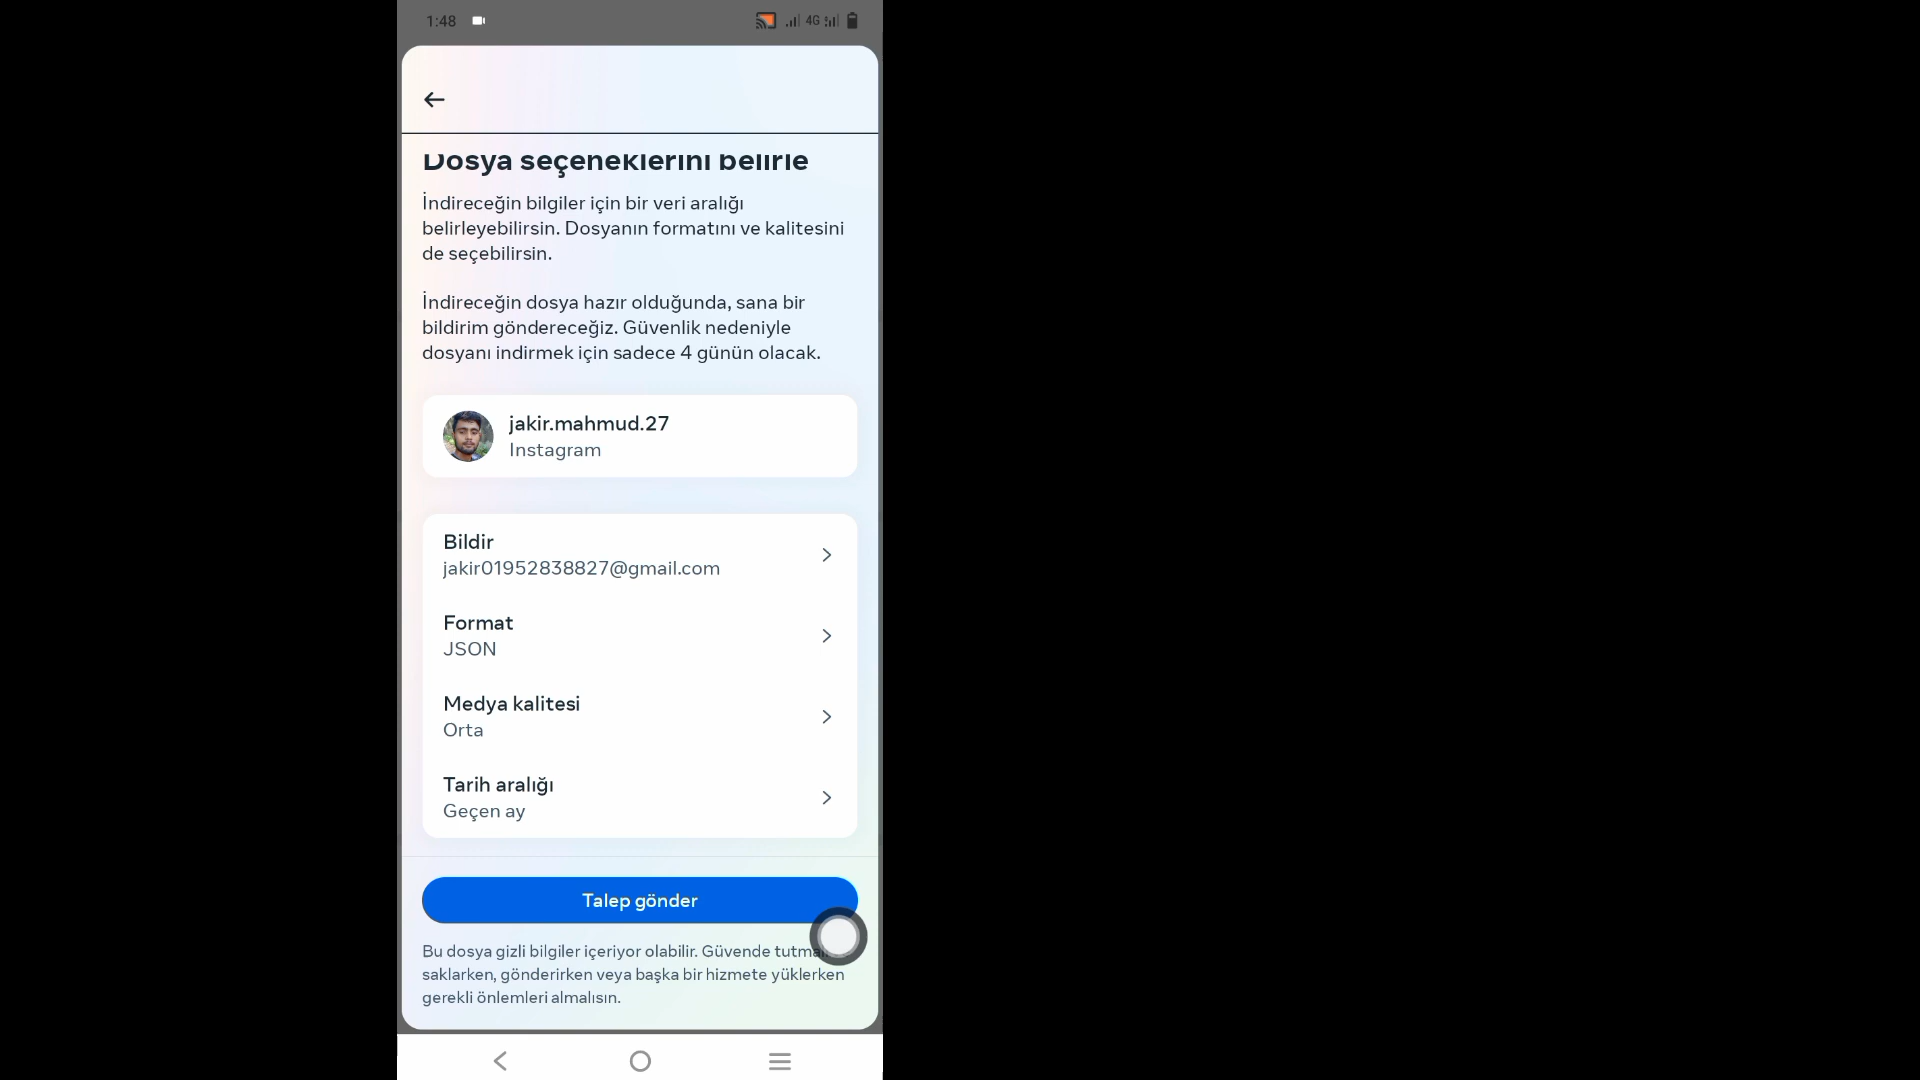 1:48
4G
Dosya seçeneklerini belirle
İndireceğin bilgiler için bir veri aralığı
belirleyebilirsin. Dosyanın formatını ve kalitesini
de seçebilirsin.
İndireceğin dosya hazır olduğunda, sana bir
bildirim göndereceğiz. Güvenlik nedeniyle
dosyanı indirmek için sadece 4 günün olacak.
jakir.mahmud.27
Instagram
Bildir
jakir01952838827@gmail.com
Format
JSON
Medya kalitesi
Orta
Tarih aralığı
Geçen ay
Talep gönder
Bu dosya gizli bilgiler içeriyor olabilir. Güvende tutmalı
saklarken, gönderirken veya başka bir hizmete yüklerken
gerekli önlemleri almalısın.